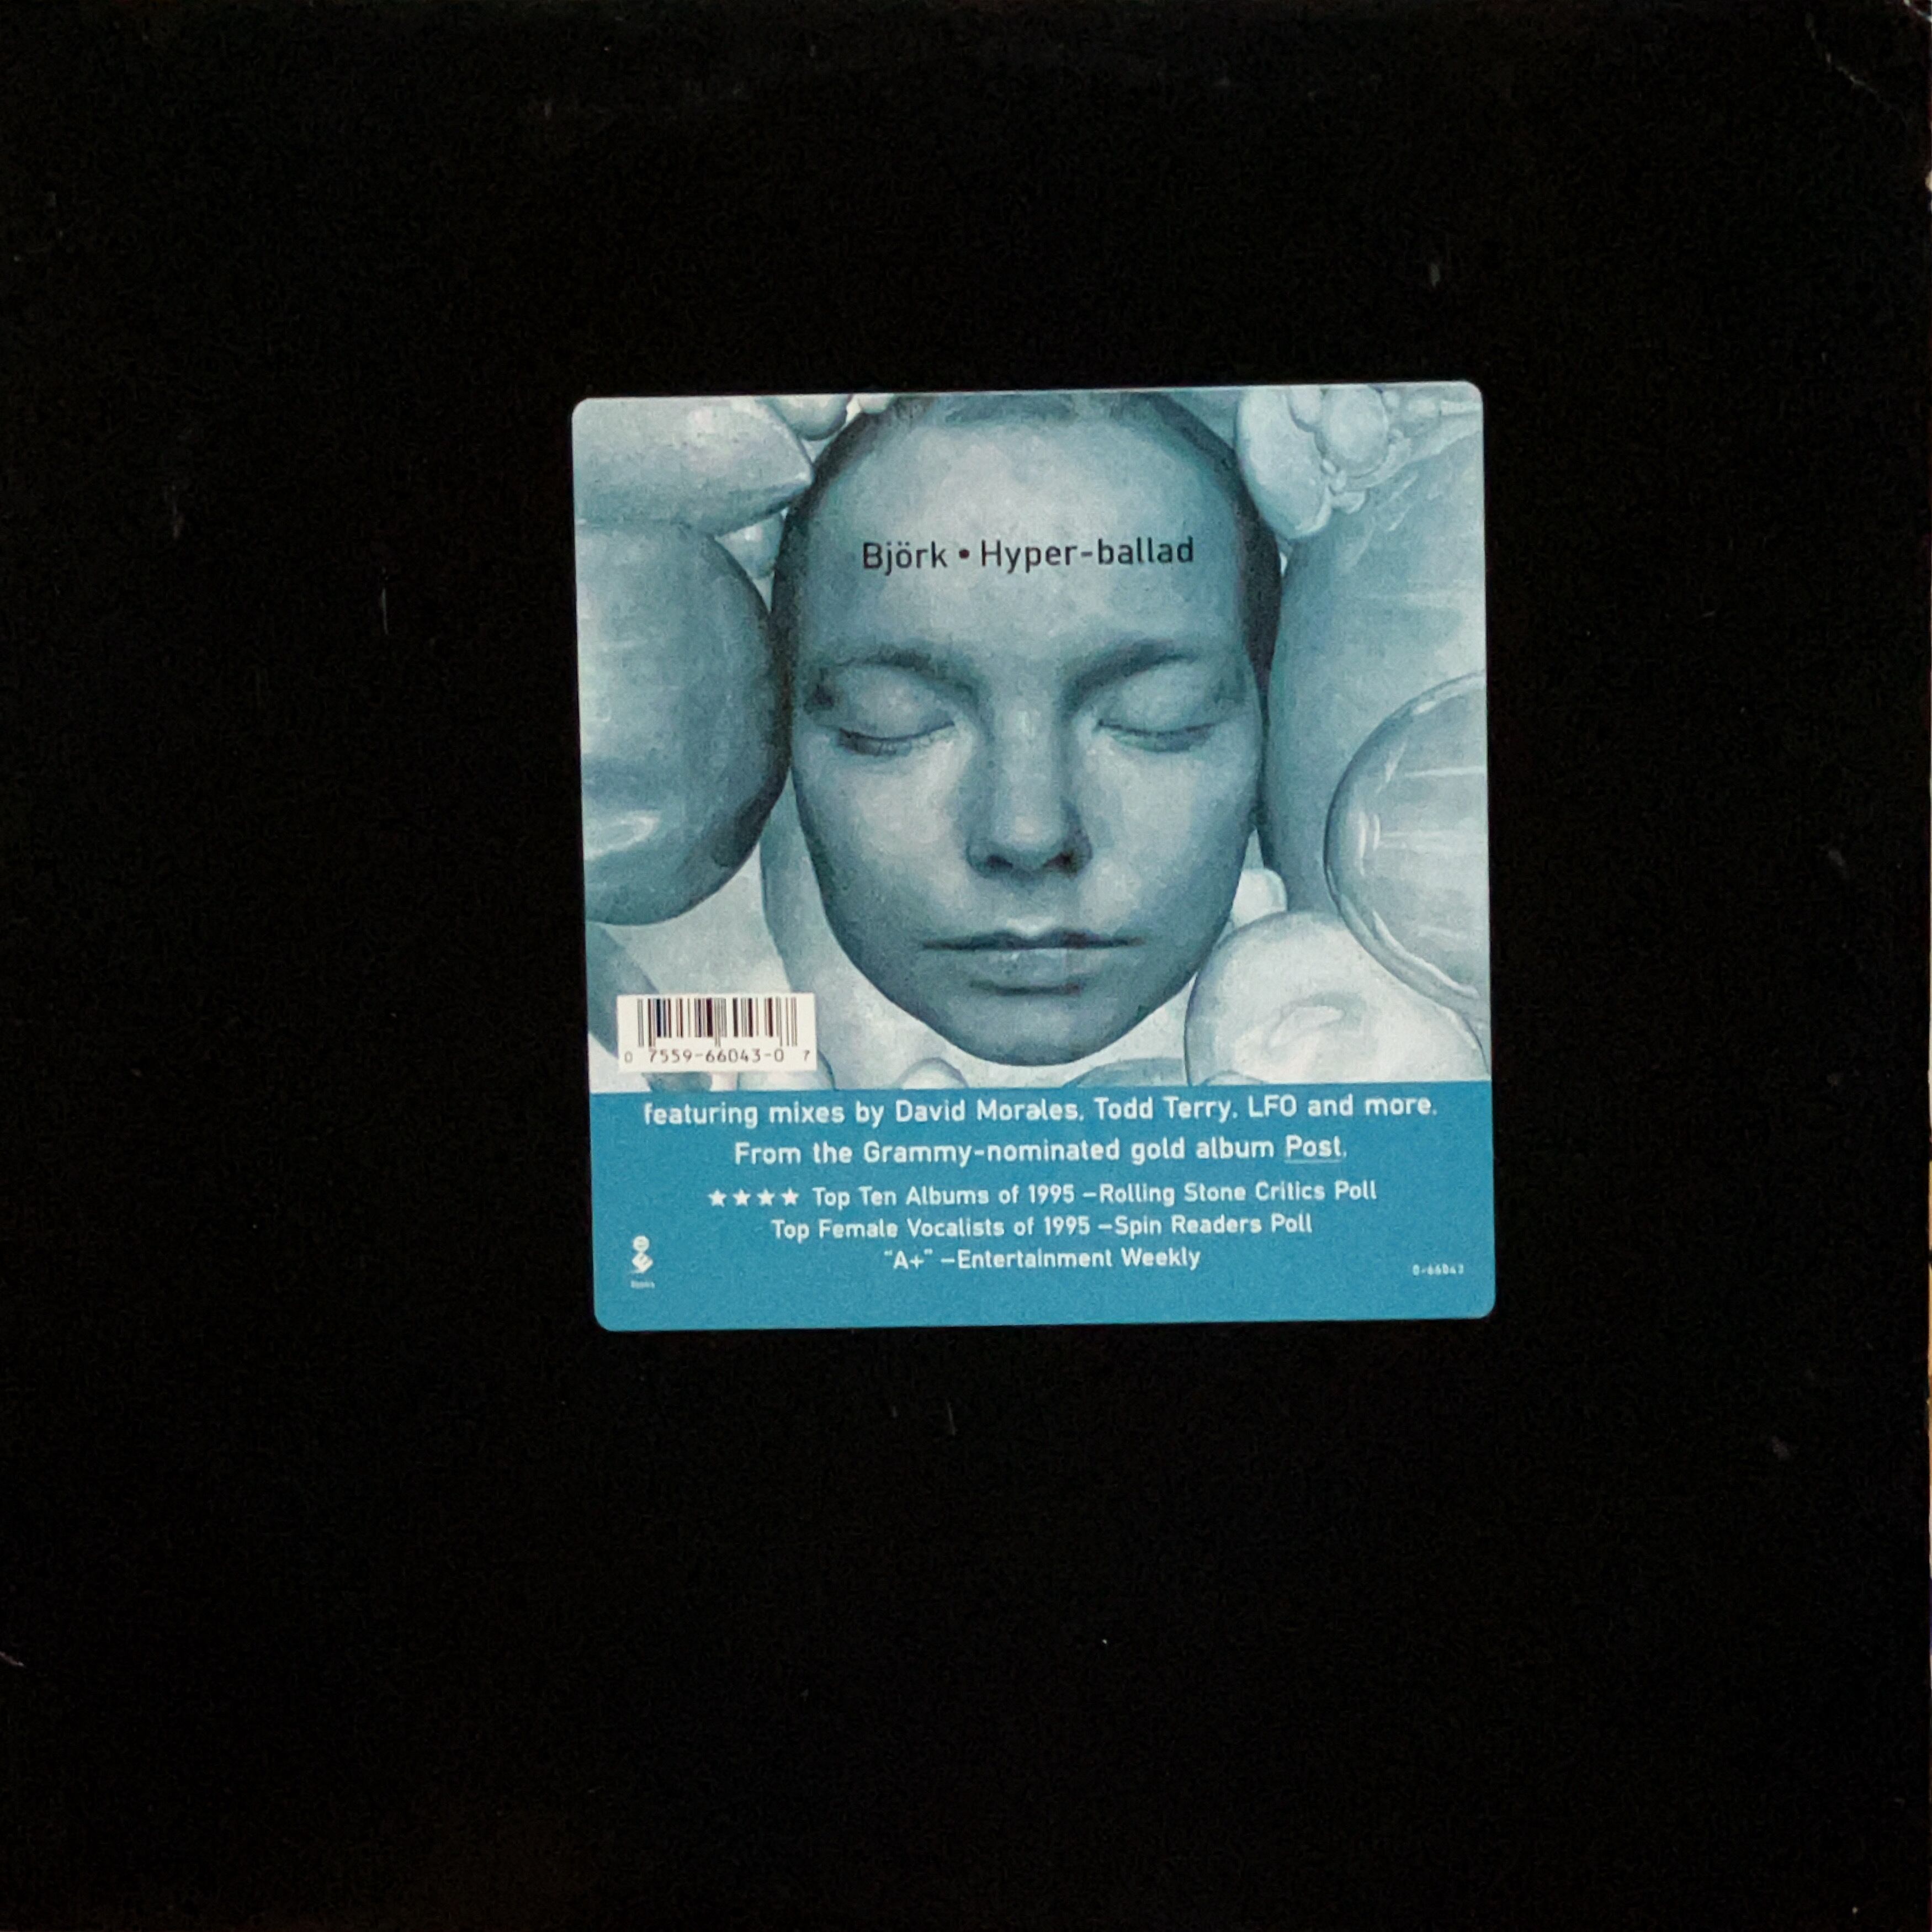 Björk • Hyper-ballad
0 7559-66043-0 7
featuring mixes by David Morales, Todd Terry, LFO and more.
From the Grammy-nominated gold album Post.
★★★★ Top Ten Albums of 1995 –Rolling Stone Critics Poll
Top Female Vocalists of 1995 –Spin Readers Poll
“A+” –Entertainment Weekly
0-66043